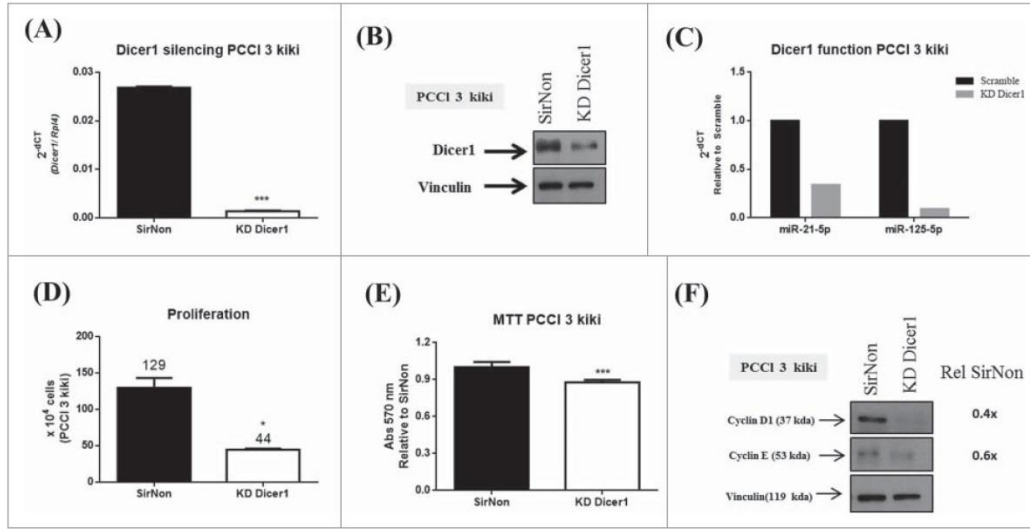 (A)
Dicer1 silencing PCCl 3 kiki
2-dCT
(Dicer1/ Rpl4)
0.03
0.02
0.01
0.00
***
SirNon
KD Dicer1
(B)
PCCl 3 kiki
SirNon
KD Dicer1
Dicer1
Vinculin
(C)
Dicer1 function PCCl 3 kiki
2-dCT
Relative to Scramble
1.5
1.0
0.5
0.0
Scramble
KD Dicer1
miR-21-5p
miR-125-5p
(D)
Proliferation
x 10⁴ cells
(PCCl 3 kiki)
200
150
100
50
0
129
*
44
SirNon
KD Dicer1
(E)
MTT PCCl 3 kiki
Abs 570 nm
Relative to SirNon
1.2
0.9
0.6
0.3
0.0
***
SirNon
KD Dicer1
(F)
PCCl 3 kiki
SirNon
KD Dicer1
Rel SirNon
Cyclin D1 (37 kda)
0.4x
Cyclin E (53 kda)
0.6x
Vinculin(119 kda)